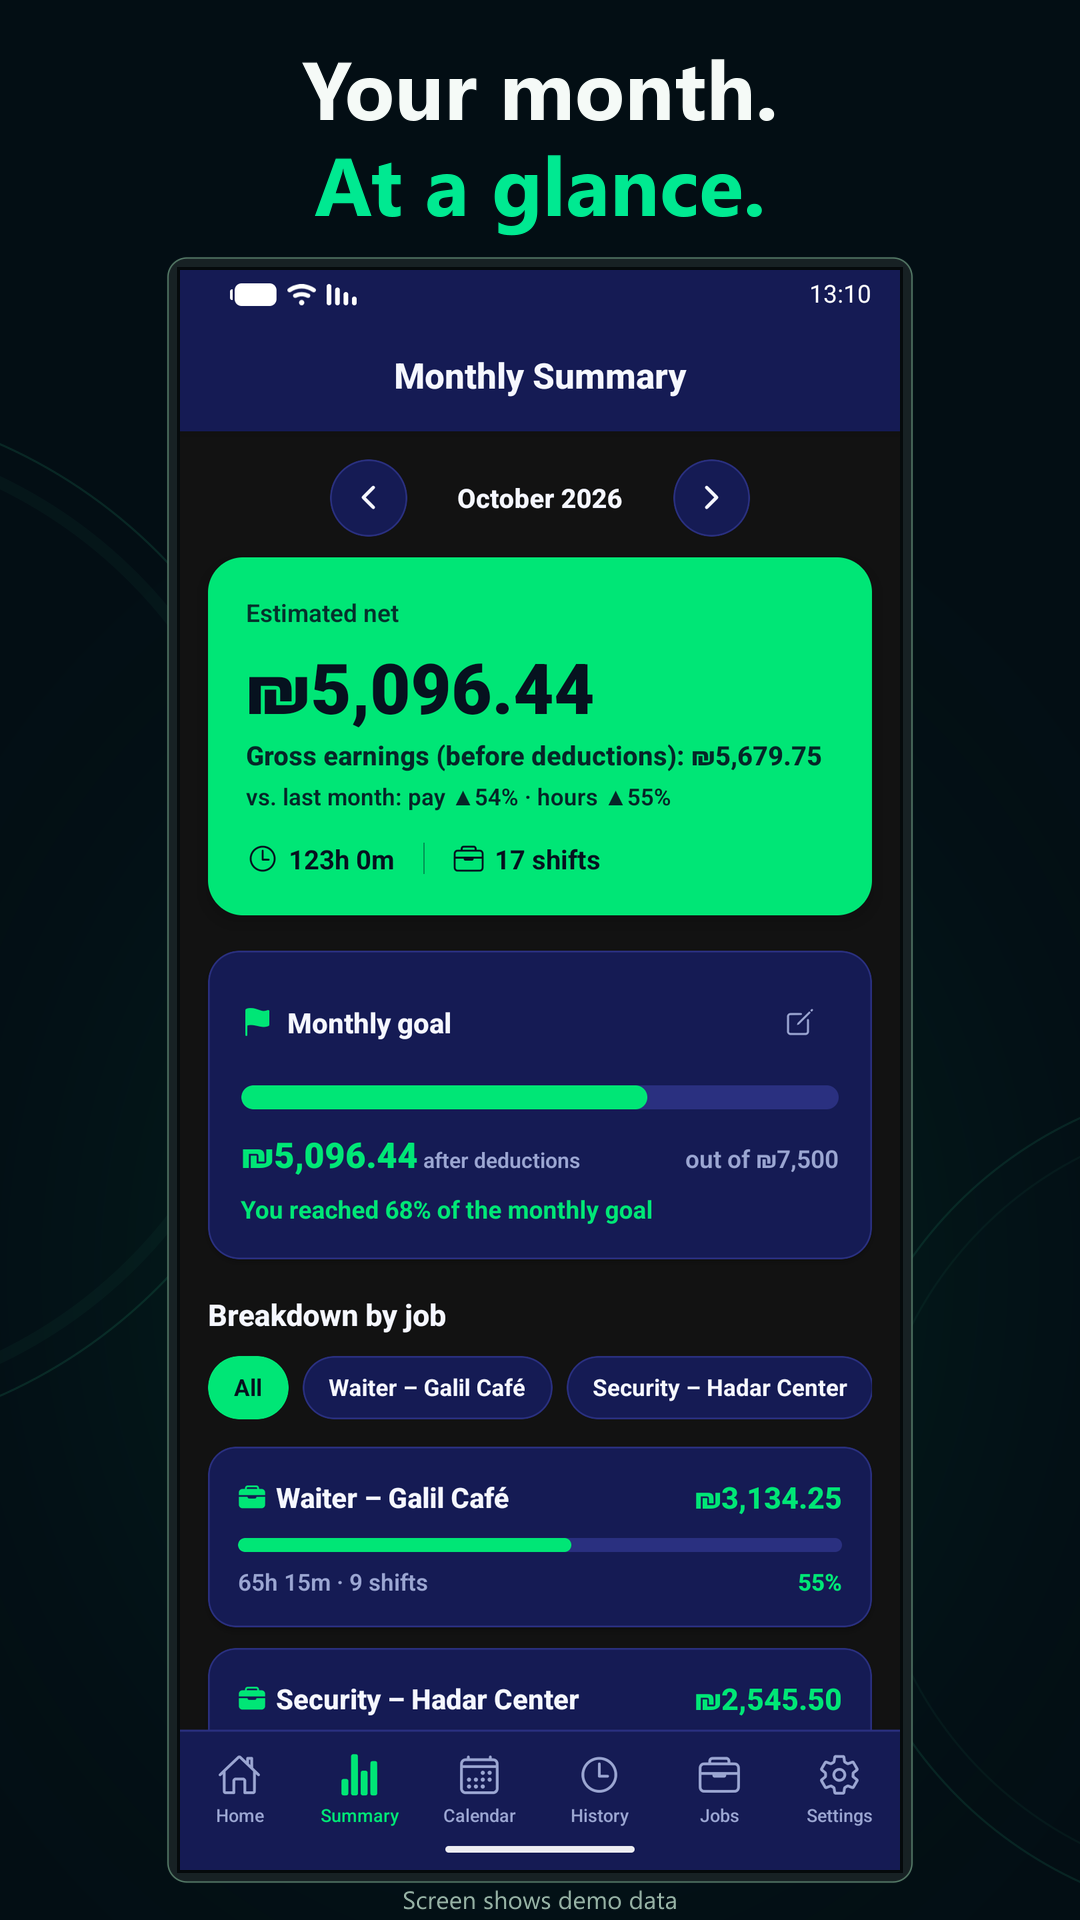 Your month.
At a glance.
13:10
Monthly Summary
October 2026
Estimated net
₪5,096.44
Gross earnings (before deductions): ₪5,679.75
vs. last month: pay ▲54% · hours ▲55%
123h 0m
17 shifts
Monthly goal
₪5,096.44 after deductions
out of ₪7,500
You reached 68% of the monthly goal
Breakdown by job
All
Waiter – Galil Café
Security – Hadar Center
Waiter – Galil Café
₪3,134.25
65h 15m · 9 shifts
55%
Security – Hadar Center
₪2,545.50
Home
Summary
Calendar
History
Jobs
Settings
Screen shows demo data